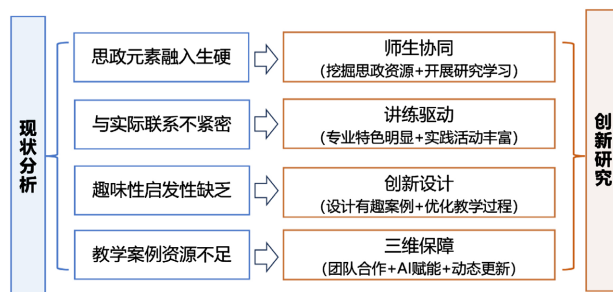 现状分析
思政元素融入生硬
师生协同
(挖掘思政资源+开展研究学习)
与实际联系不紧密
讲练驱动
(专业特色明显+实践活动丰富)
趣味性启发性缺乏
创新设计
(设计有趣案例+优化教学过程)
教学案例资源不足
三维保障
(团队合作+AI赋能+动态更新)
创新研究